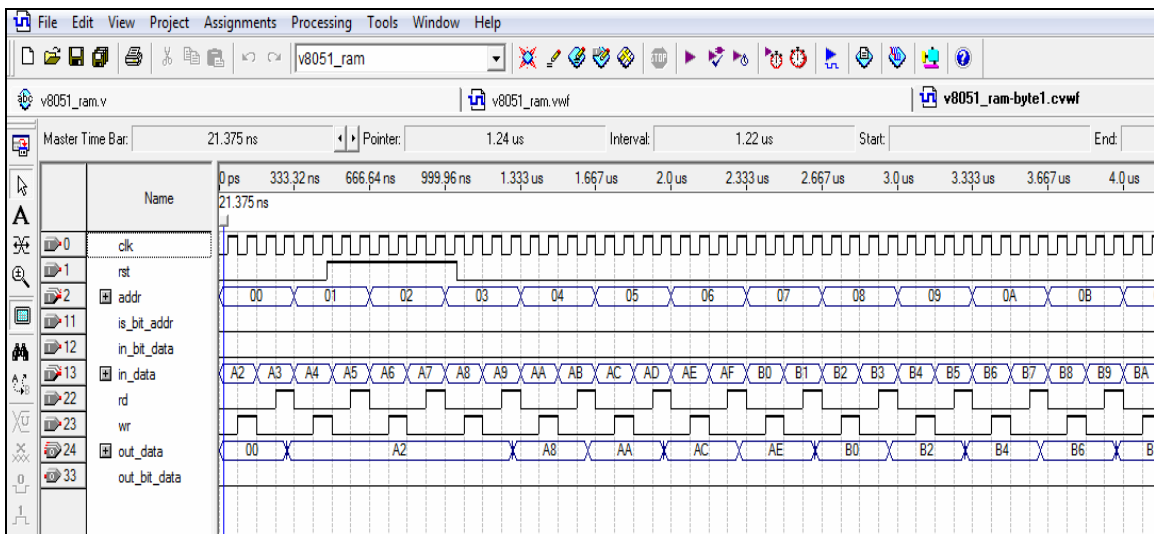 File Edit View Project Assignments Processing Tools Window Help
v8051_ram STOP
abc v8051_ram.v v8051_ram.vwf v8051_ram-byte1.cvwf
Master Time Bar: 21.375 ns Pointer: 1.24 us Interval: 1.22 us Start: End:
Name
0 ps 333.32 ns 666.64 ns 999.96 ns 1.333 us 1.667 us 2.0 us 2.333 us 2.667 us 3.0 us 3.333 us 3.667 us 4.0 us
21.375 ns
A
0 clk
1 rst
2 addr 00 01 02 03 04 05 06 07 08 09 0A 0B
11 is_bit_addr
12 in_bit_data
13 in_data A2 A3 A4 A5 A6 A7 A8 A9 AA AB AC AD AE AF B0 B1 B2 B3 B4 B5 B6 B7 B8 B9 BA
22 rd
23 wr
24 out_data 00 A2 A8 AA AC AE B0 B2 B4 B6 B
33 out_bit_data